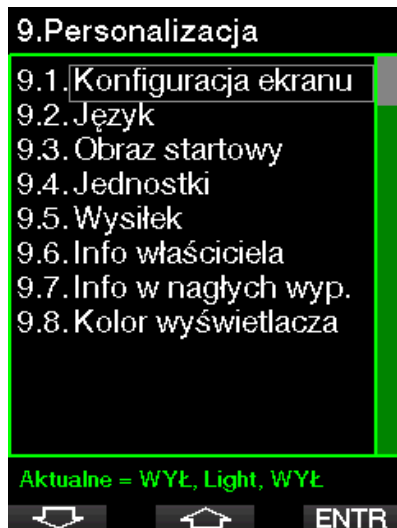 9.Personalizacja
9.1.Konfiguracja ekranu
9.2.Język
9.3.Obraz startowy
9.4.Jednostki
9.5.Wysiłek
9.6.Info właściciela
9.7.Info w nagłych wyp.
9.8.Kolor wyświetlacza
Aktualne = WYŁ, Light, WYŁ
ENTR